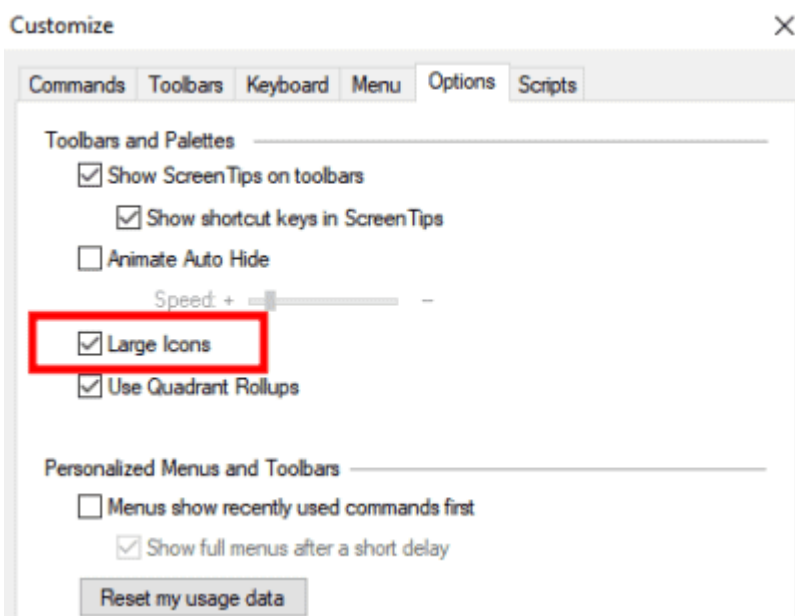 Customize
Commands Toolbars Keyboard Menu Options Scripts
Toolbars and Palettes
Show ScreenTips on toolbars
Show shortcut keys in ScreenTips
Animate Auto Hide
Speed: + −
Large Icons
Use Quadrant Rollups
Personalized Menus and Toolbars
Menus show recently used commands first
Show full menus after a short delay
Reset my usage data